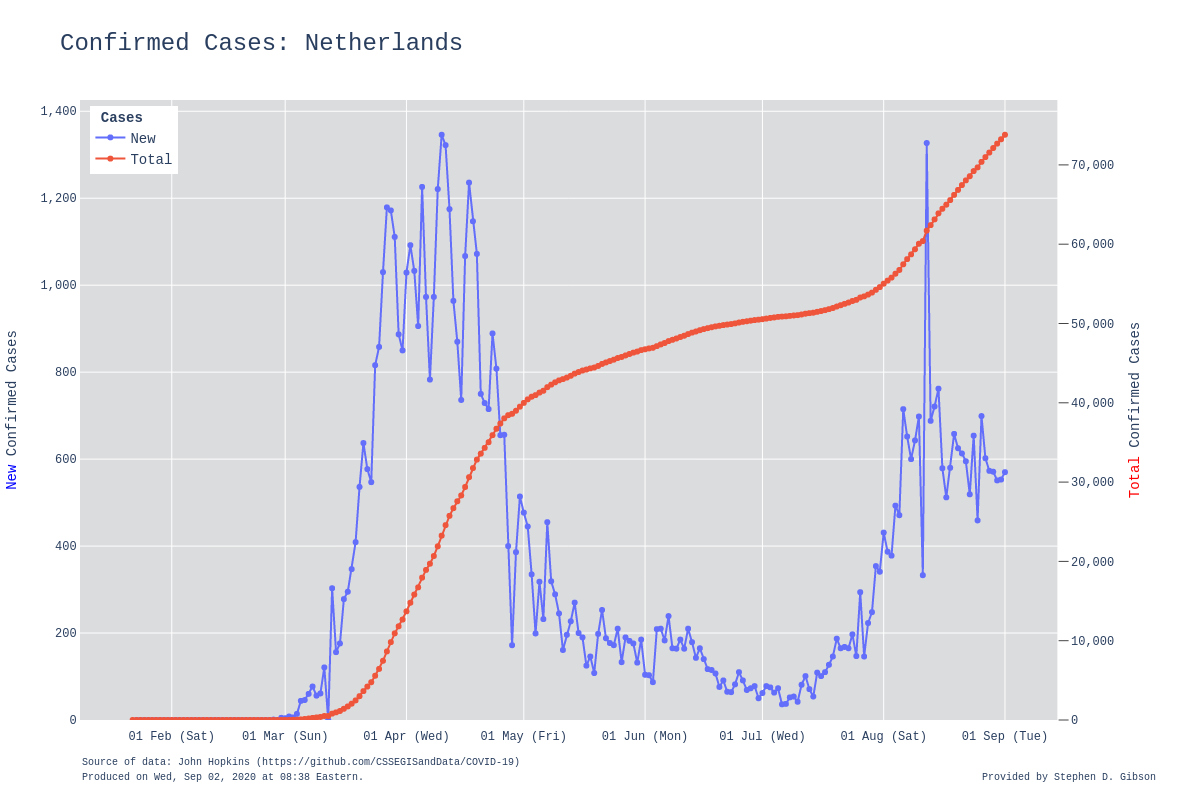 Confirmed Cases: Netherlands
Cases
New
Total
1,400
1,200
1,000
800
600
400
200
0
New Confirmed Cases
70,000
60,000
50,000
40,000
30,000
20,000
10,000
0
Total Confirmed Cases
01 Feb (Sat) 01 Mar (Sun) 01 Apr (Wed) 01 May (Fri) 01 Jun (Mon) 01 Jul (Wed) 01 Aug (Sat) 01 Sep (Tue)
Source of data: John Hopkins (https://github.com/CSSEGISandData/COVID-19)
Produced on Wed, Sep 02, 2020 at 08:38 Eastern.
Provided by Stephen D. Gibson